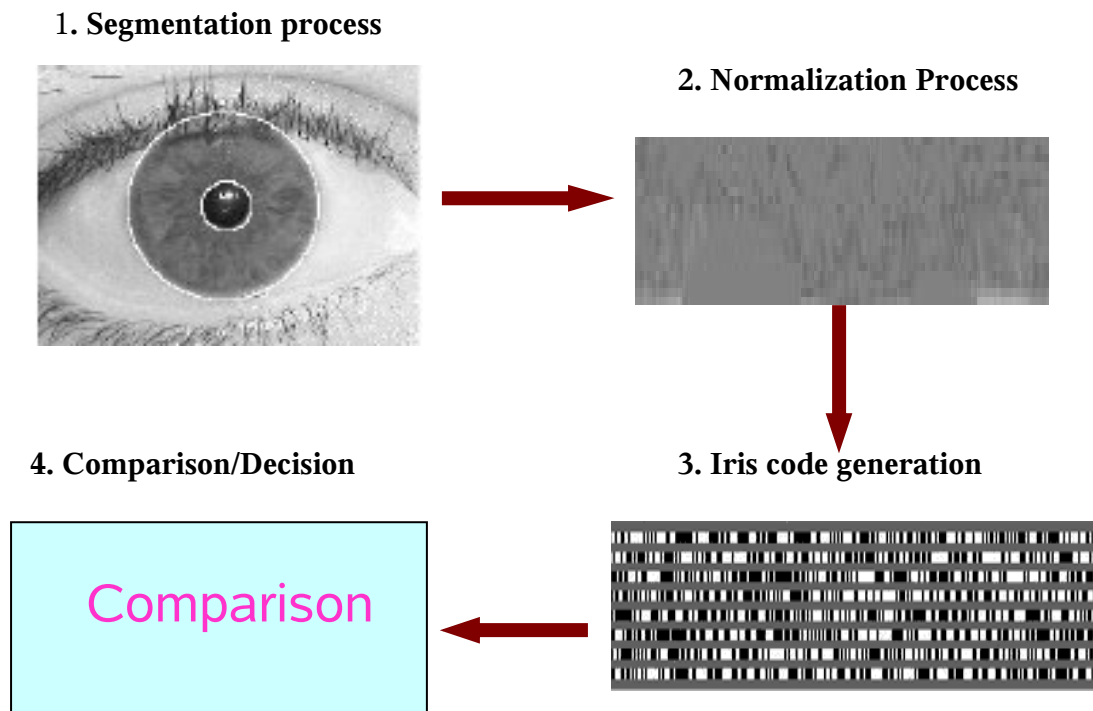 1. Segmentation process
2. Normalization Process
3. Iris code generation
4. Comparison/Decision
Comparison